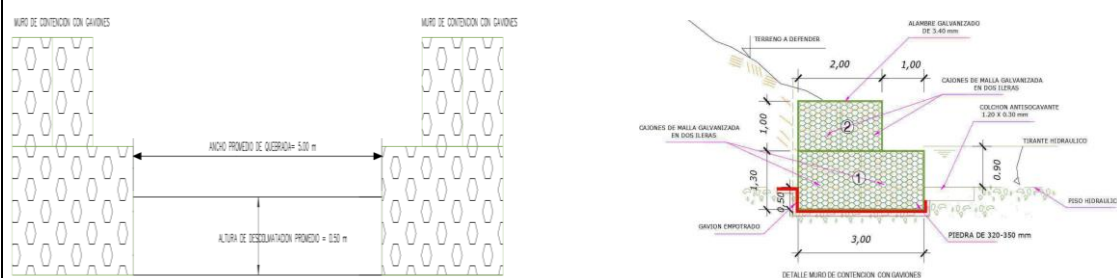 MURO DE CONTENCION CON GAVIONES
MURO DE CONTENCION CON GAVIONES
ANCHO PROMEDIO DE QUEBRADA= 5.00 m
ALTURA DE DESCOLMATACION PROMEDIO = 0.50 m
ALAMBRE GALVANIZADO
DE 3.40 mm
TERRENO A DEFENDER
2,00
1,00
CAJONES DE MALLA GALVANIZADA
EN DOS ILERAS
COLCHON ANTISOCAVANTE
1.20 X 0.30 mm
1,00
2
CAJONES DE MALLA GALVANIZADA
EN DOS ILERAS
TIRANTE HIDRAULICO
1,30
1
0.90
0,50
PISO HIDRAULIC
GAVION EMPOTRADO
PIEDRA DE 320-350 mm
3,00
DETALLE MURO DE CONTENCION CON GAVIONES